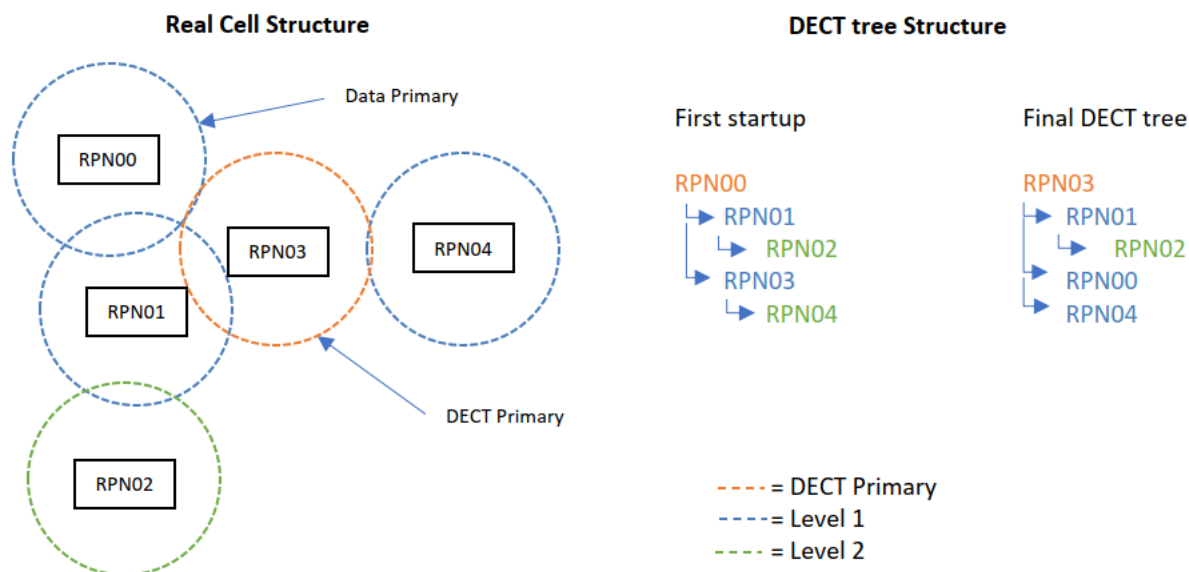 Real Cell Structure
Data Primary
RPN00
RPN03
RPN04
RPN01
DECT Primary
RPN02
DECT tree Structure
First startup
RPN00
RPN01
RPN02
RPN03
RPN04
Final DECT tree
RPN03
RPN01
RPN02
RPN00
RPN04
= DECT Primary
= Level 1
= Level 2